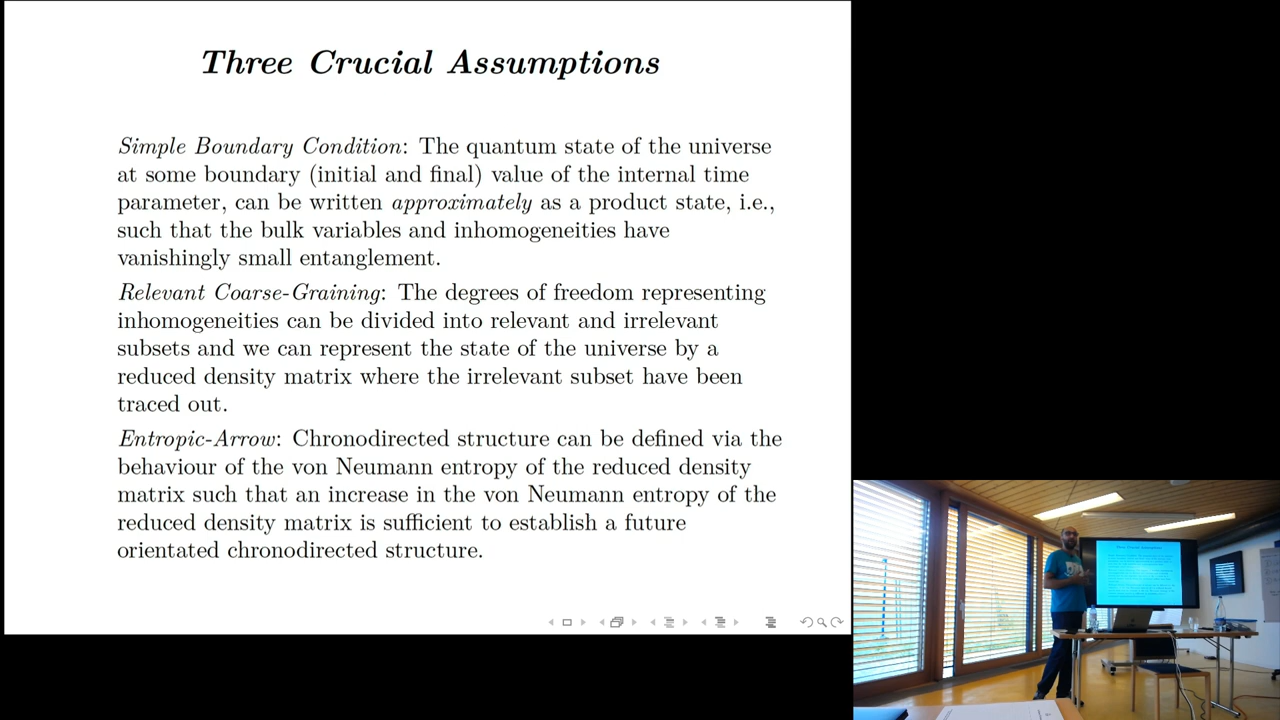 Three Crucial Assumptions
Simple Boundary Condition: The quantum state of the universe
at some boundary (initial and final) value of the internal time
parameter, can be written approximately as a product state, i.e.,
such that the bulk variables and inhomogeneities have
vanishingly small entanglement.
Relevant Coarse-Graining: The degrees of freedom representing
inhomogeneities can be divided into relevant and irrelevant
subsets and we can represent the state of the universe by a
reduced density matrix where the irrelevant subset have been
traced out.
Entropic-Arrow: Chronodirected structure can be defined via the
behaviour of the von Neumann entropy of the reduced density
matrix such that an increase in the von Neumann entropy of the
reduced density matrix is sufficient to establish a future
orientated chronodirected structure.